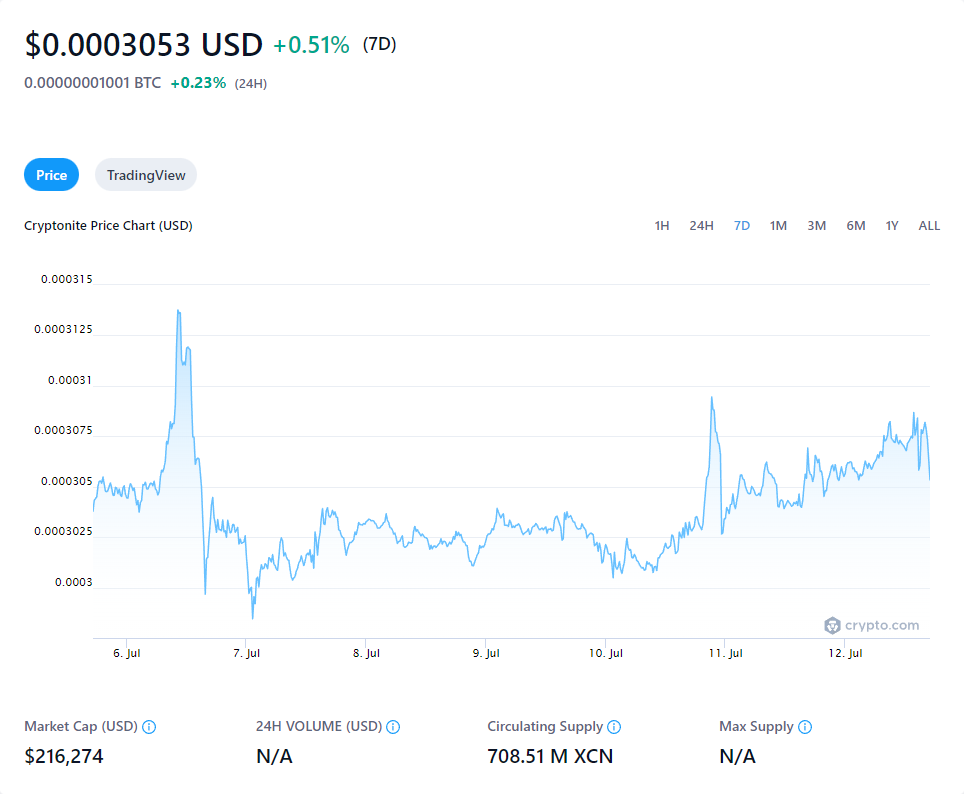 $0.0003053 USD +0.51% (7D)
0.00000001001 BTC +0.23% (24H)
Price TradingView
Cryptonite Price Chart (USD) 1H 24H 7D 1M 3M 6M 1Y ALL
0.000315
0.0003125
0.00031
0.0003075
0.000305
0.0003025
0.0003
crypto.com
6. Jul 7. Jul 8. Jul 9. Jul 10. Jul 11. Jul 12. Jul
Market Cap (USD) 24H VOLUME (USD) Circulating Supply Max Supply
$216,274 N/A 708.51 M XCN N/A